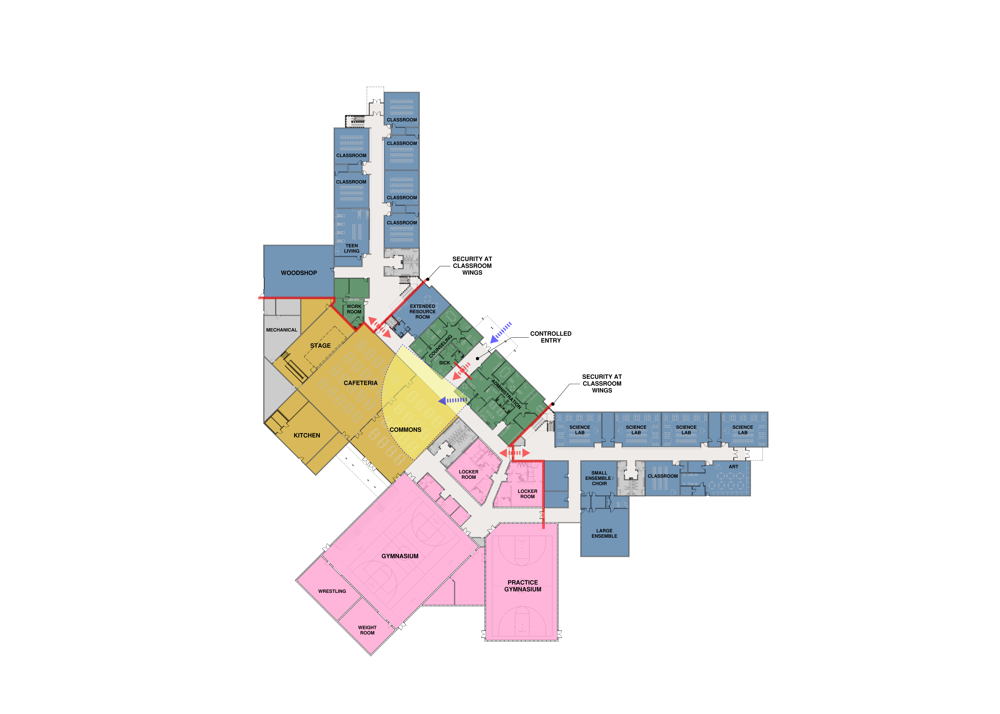 CLASSROOM
CLASSROOM
CLASSROOM
CLASSROOM
CLASSROOM
CLASSROOM
TEEN
LIVING
WOODSHOP
SECURITY AT
CLASSROOM
WINGS
WORK
ROOM
EXTENDED
RESOURCE
ROOM
MECHANICAL
STAGE
COUNSELING
SICK
CONTROLLED
ENTRY
CAFETERIA
ADMINISTRATION
SECURITY AT
CLASSROOM
WINGS
COMMONS
KITCHEN
SCIENCE
LAB
SCIENCE
LAB
SCIENCE
LAB
SCIENCE
LAB
LOCKER
ROOM
LOCKER
ROOM
SMALL
ENSEMBLE /
CHOIR
CLASSROOM
ART
LARGE
ENSEMBLE
GYMNASIUM
PRACTICE
GYMNASIUM
WRESTLING
WEIGHT
ROOM